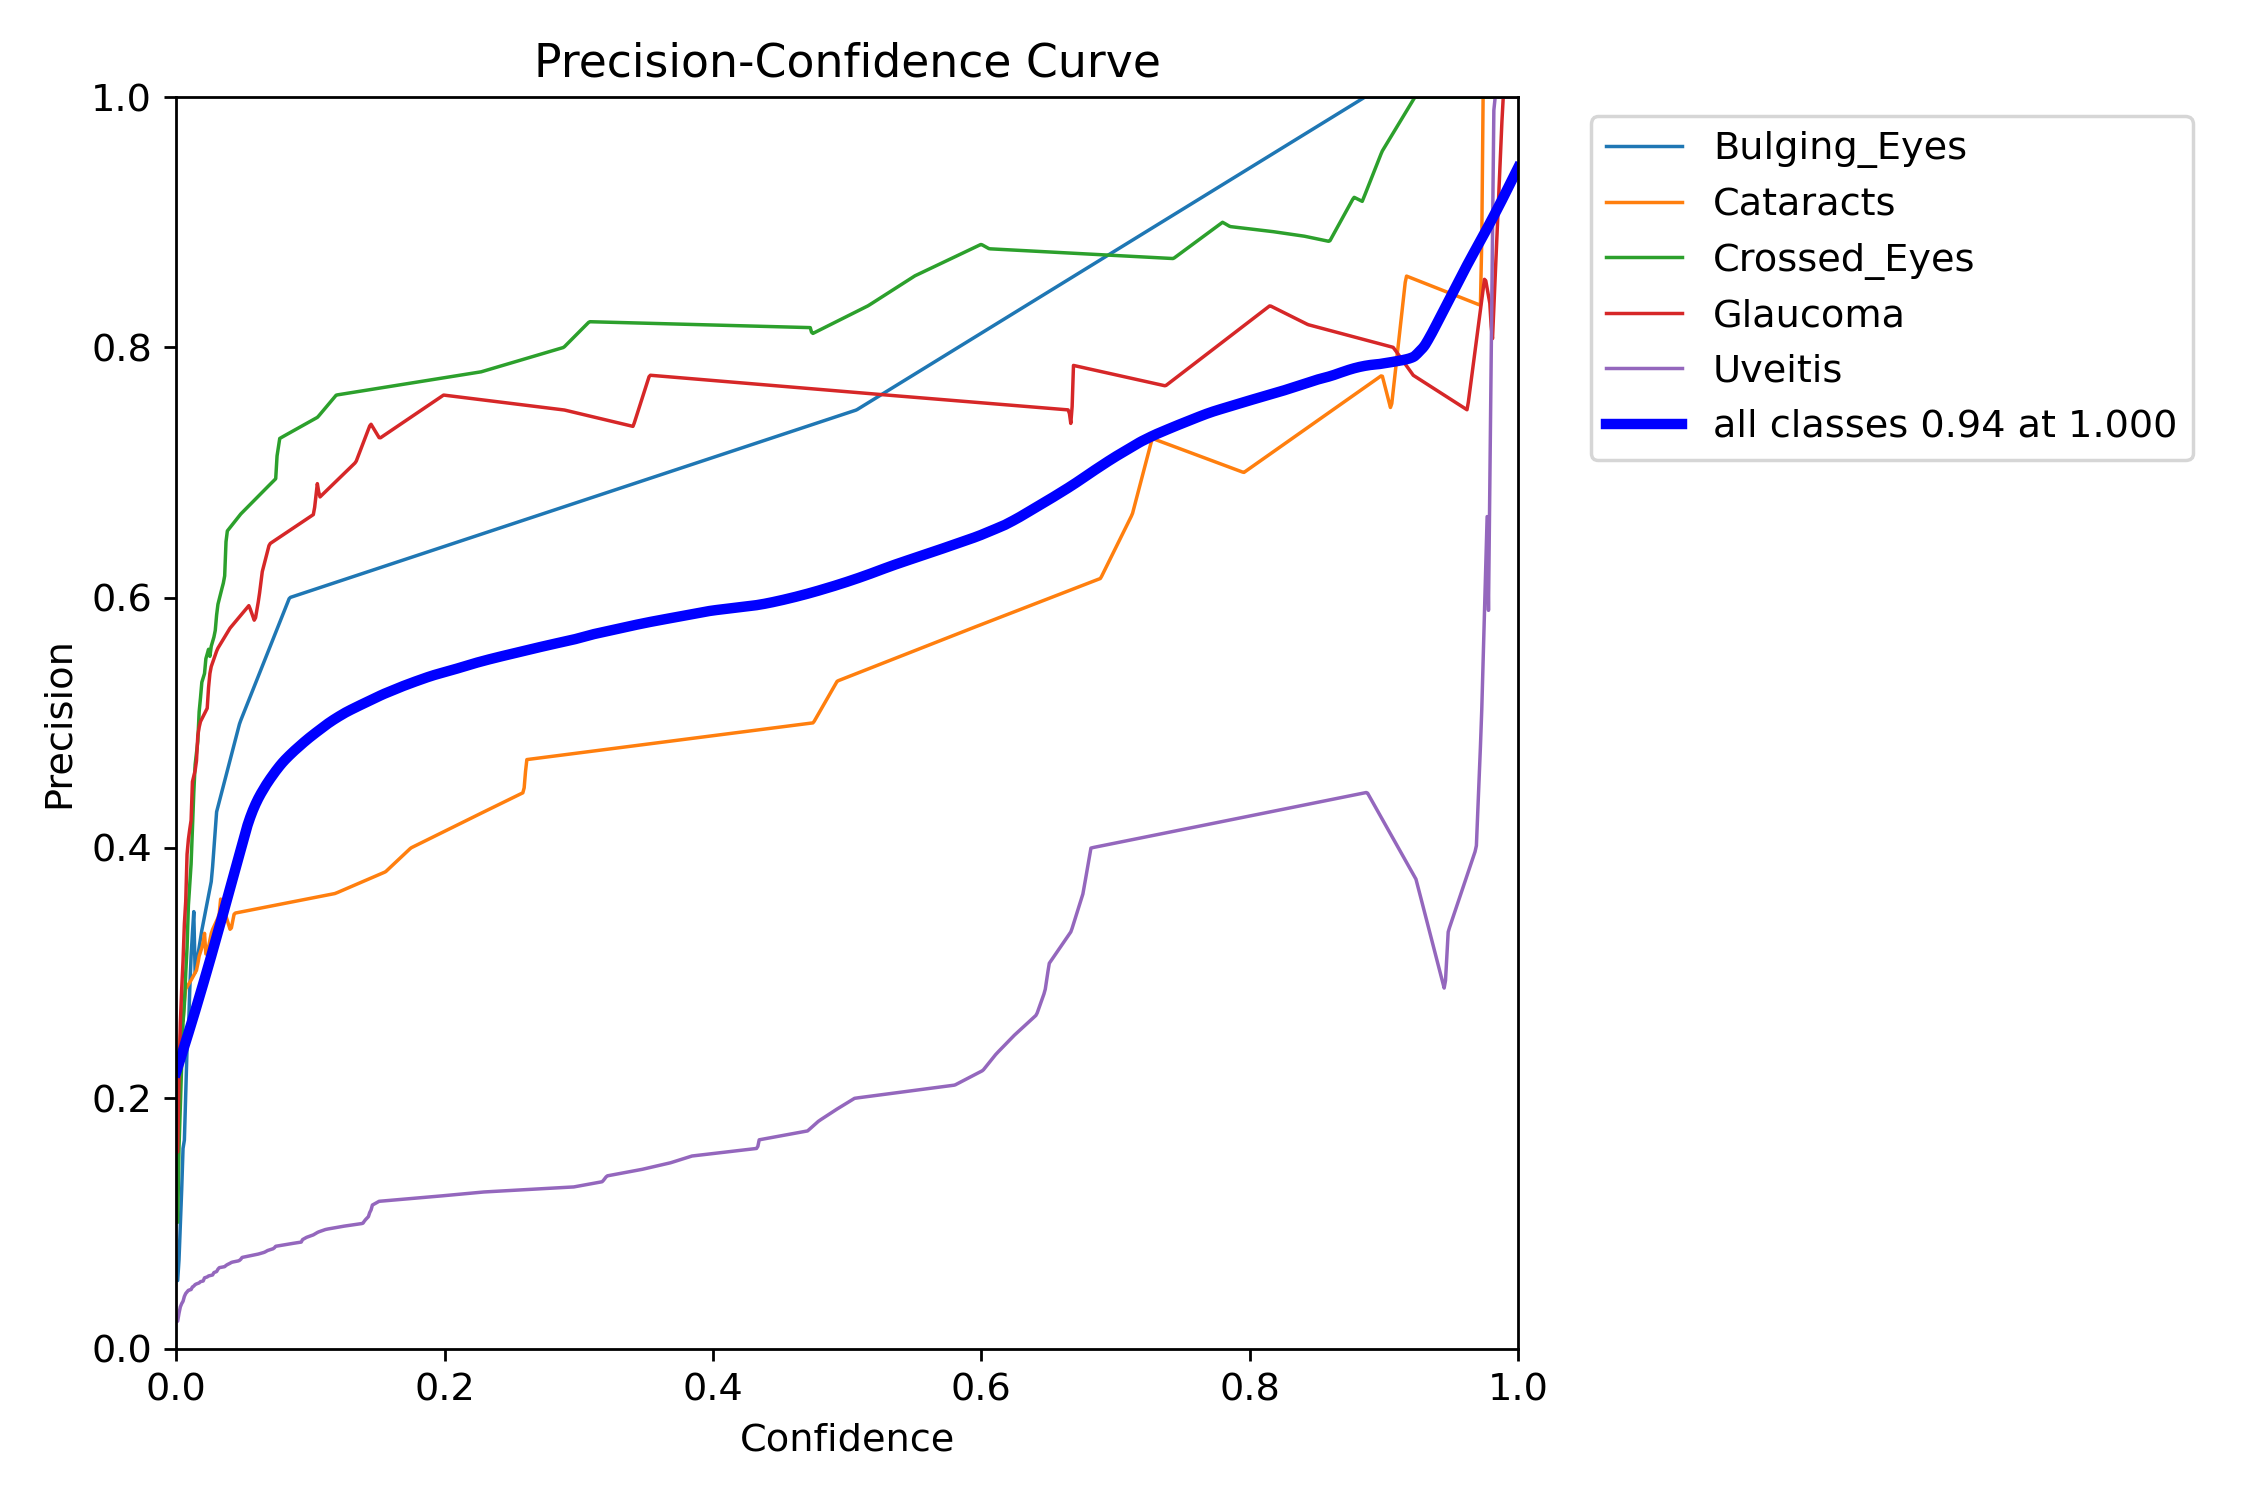 Precision-Confidence Curve
1.0
0.8
0.6
0.4
0.2
0.0
Precision
0.0 0.2 0.4 0.6 0.8 1.0
Confidence
Bulging_Eyes
Cataracts
Crossed_Eyes
Glaucoma
Uveitis
all classes 0.94 at 1.000